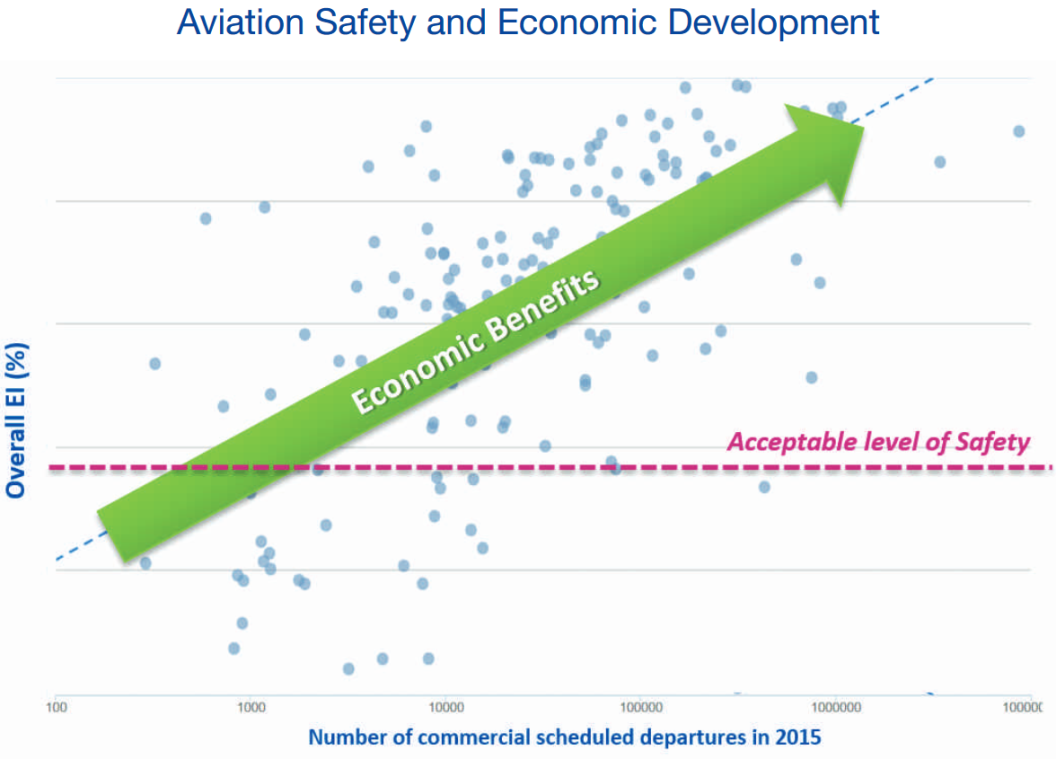 Aviation Safety and Economic Development
Overall EI (%)
Economic Benefits
Acceptable level of Safety
100 1000 10000 100000 1000000 100000
Number of commercial scheduled departures in 2015